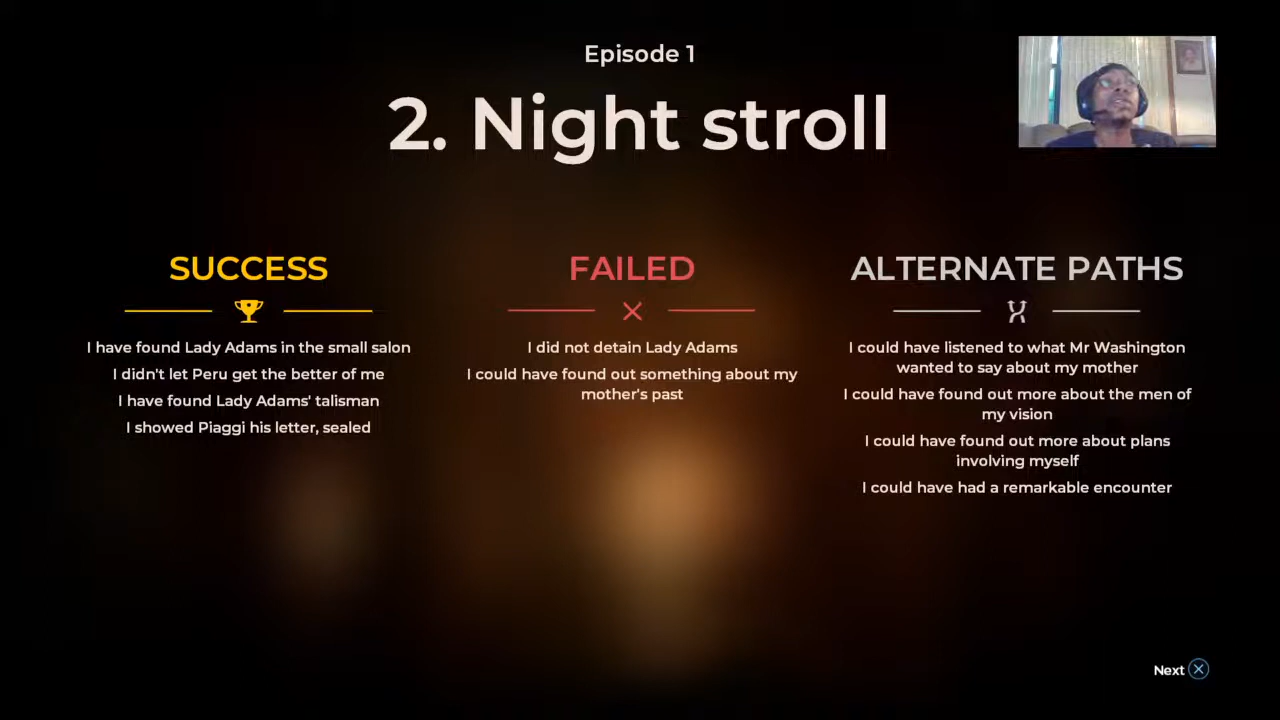 Episode 1
2. Night stroll
SUCCESS
I have found Lady Adams in the small salon
I didn't let Peru get the better of me
I have found Lady Adams' talisman
I showed Piaggi his letter, sealed
FAILED
I did not detain Lady Adams
I could have found out something about my
mother's past
ALTERNATE PATHS
I could have listened to what Mr Washington
wanted to say about my mother
I could have found out more about the men of
my vision
I could have found out more about plans
involving myself
I could have had a remarkable encounter
Next